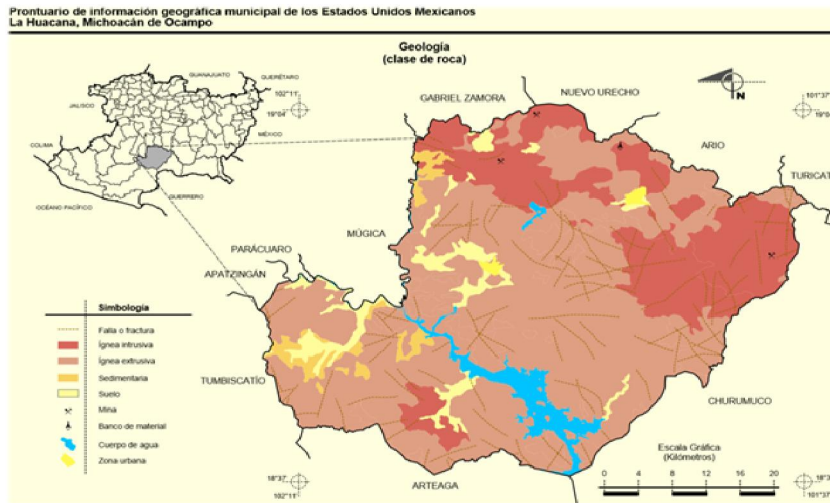 Prontuario de información geográfica municipal de los Estados Unidos Mexicanos
La Huacana, Michoacán de Ocampo
Geología
(clase de roca)
GUANAJUATO
QUERÉTARO
JALISCO
102°11'
19°04'
COLIMA
MÉXICO
GUERRERO
OCÉANO PACÍFICO
GABRIEL ZAMORA
NUEVO URECHO
N
101°37'
ARIO
TURICAT
MÚGICA
PARÁCUARO
APATZINGÁN
TUMBISCATÍO
CHURUMUCO
ARTEAGA
Simbología
Falla o fractura
Ígnea intrusiva
Ígnea extrusiva
Sedimentaria
Suelo
Mina
Banco de material
Cuerpo de agua
Zona urbana
Escala Gráfica
(Kilómetros)
0 4 8 12 16 20
18°37'
102°11'
101°37'